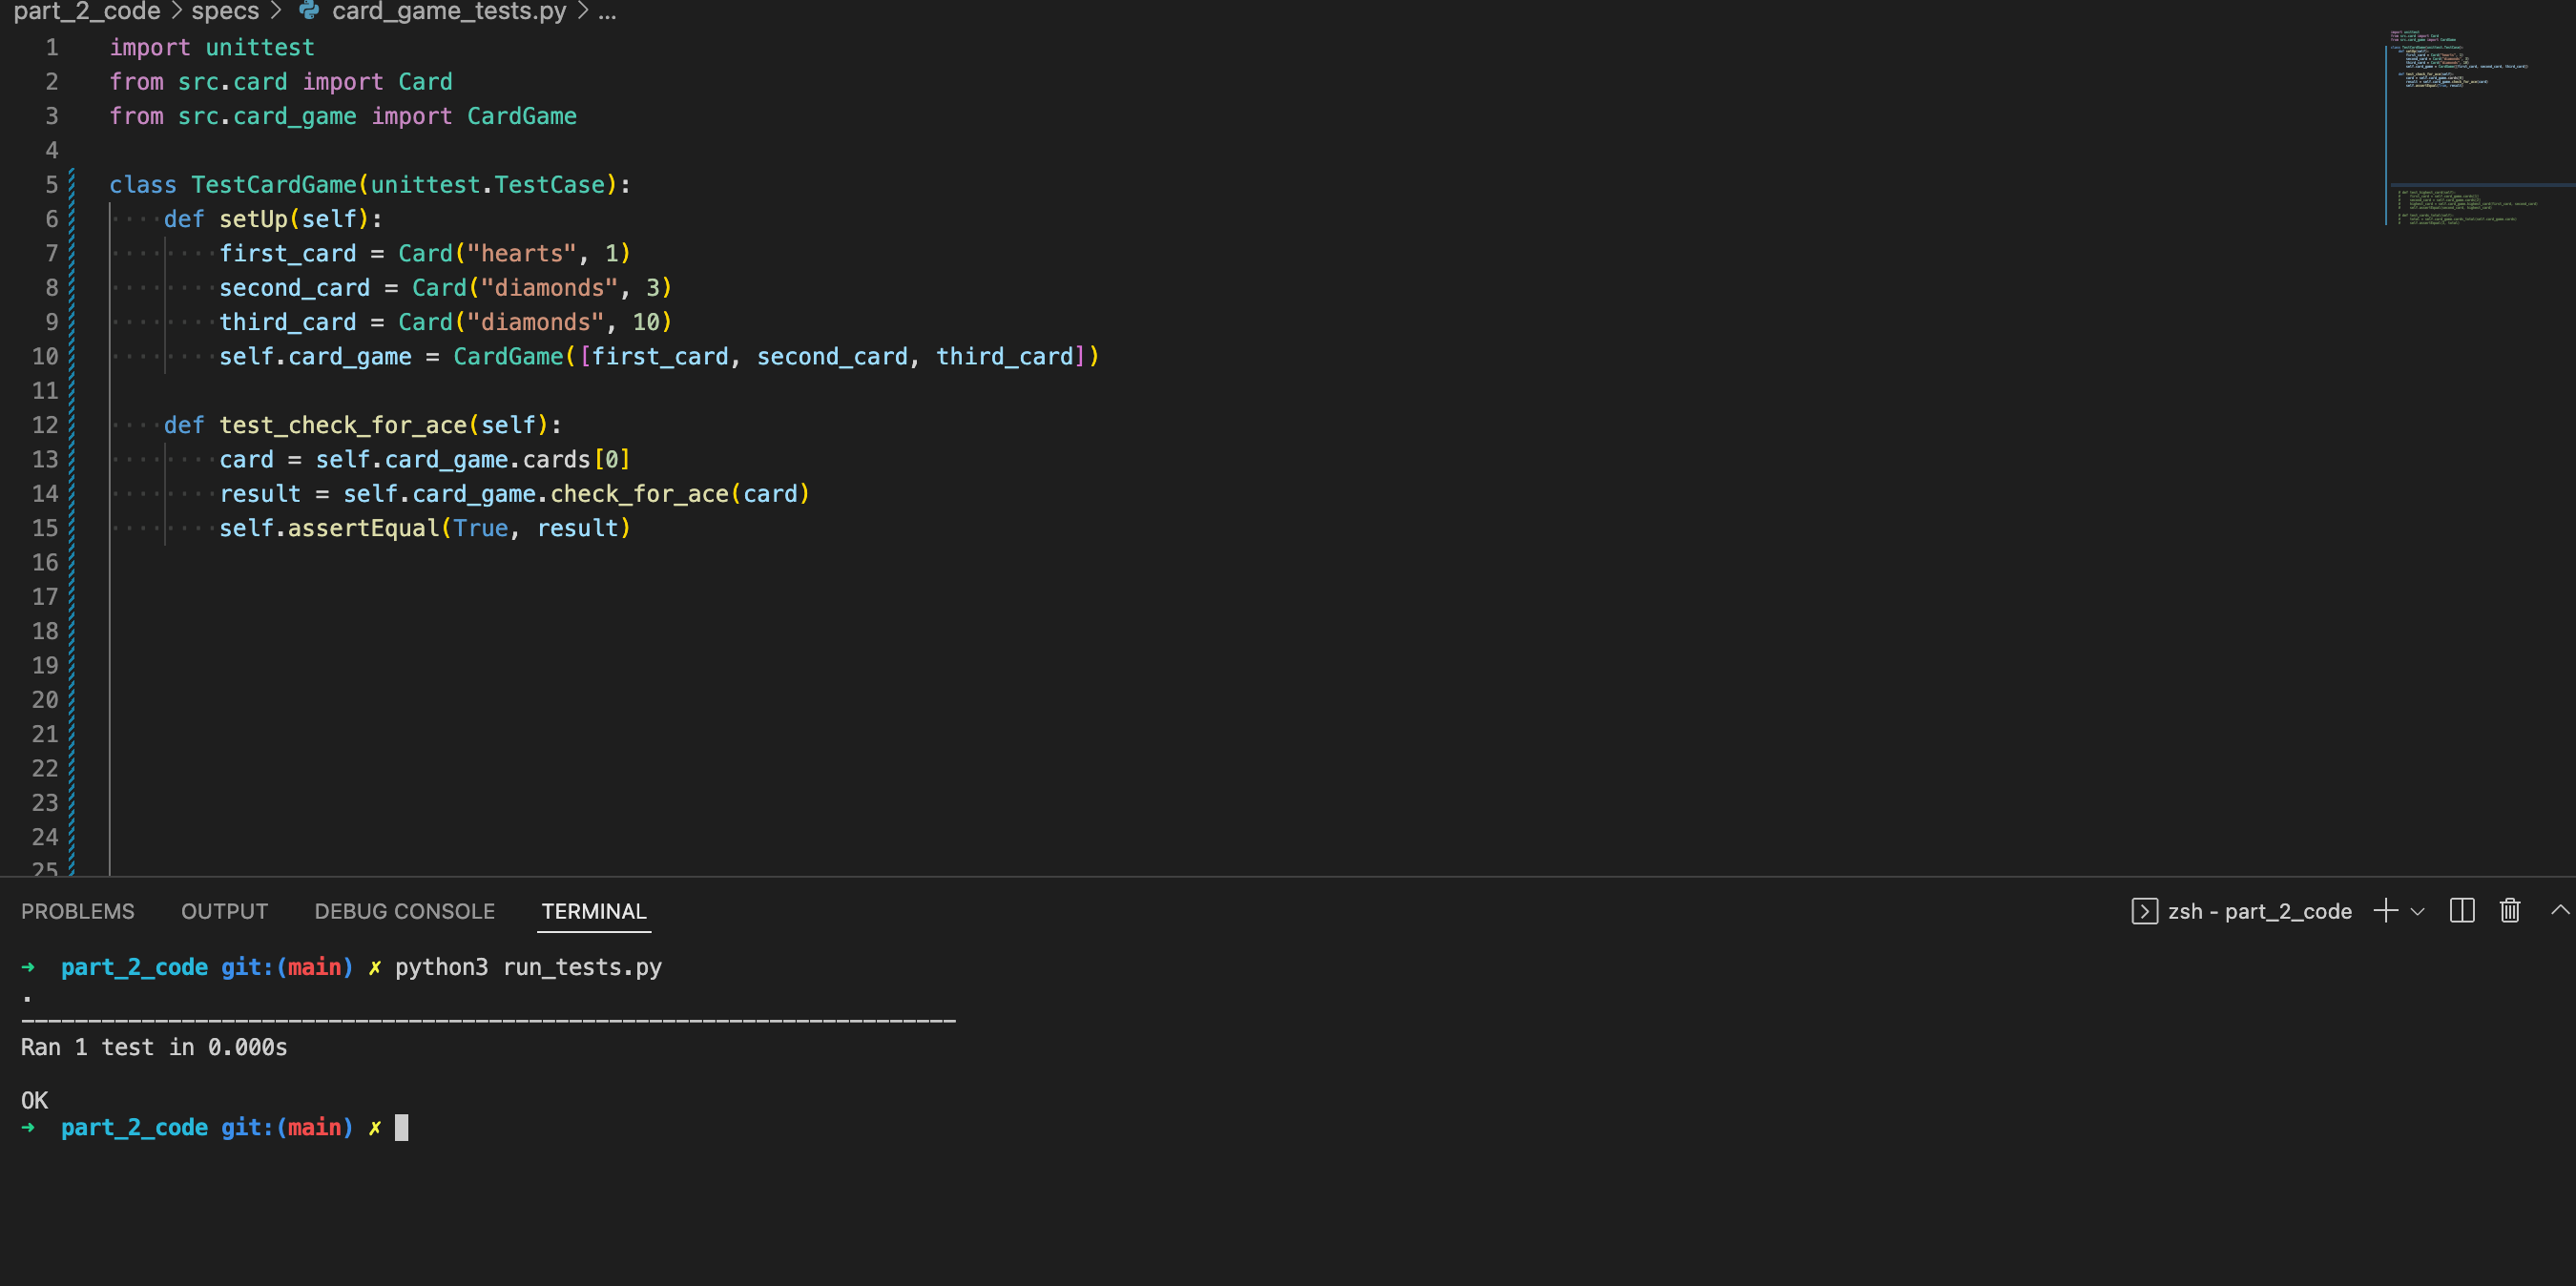 part_2_code > specs > card_game_tests.py > ...
1 import unittest
2 from src.card import Card
3 from src.card_game import CardGame
4
5 class TestCardGame(unittest.TestCase):
6     def setUp(self):
7         first_card = Card("hearts", 1)
8         second_card = Card("diamonds", 3)
9         third_card = Card("diamonds", 10)
10         self.card_game = CardGame([first_card, second_card, third_card])
11
12     def test_check_for_ace(self):
13         card = self.card_game.cards[0]
14         result = self.card_game.check_for_ace(card)
15         self.assertEqual(True, result)
16
17
18
19
20
21
22
23
24
25
PROBLEMS OUTPUT DEBUG CONSOLE TERMINAL zsh - part_2_code
→ part_2_code git:(main) ✗ python3 run_tests.py
.
----------------------------------------------------------------------
Ran 1 test in 0.000s
OK
→ part_2_code git:(main) ✗